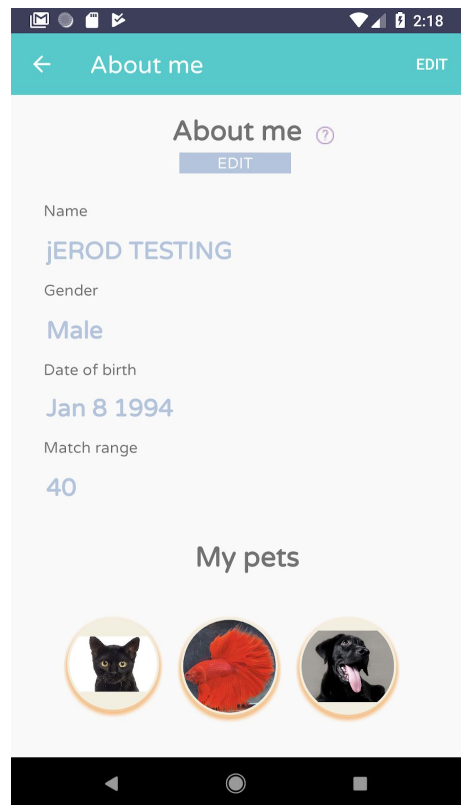 2:18
About me
EDIT
About me ?
EDIT
Name
jEROD TESTING
Gender
Male
Date of birth
Jan 8 1994
Match range
40
My pets